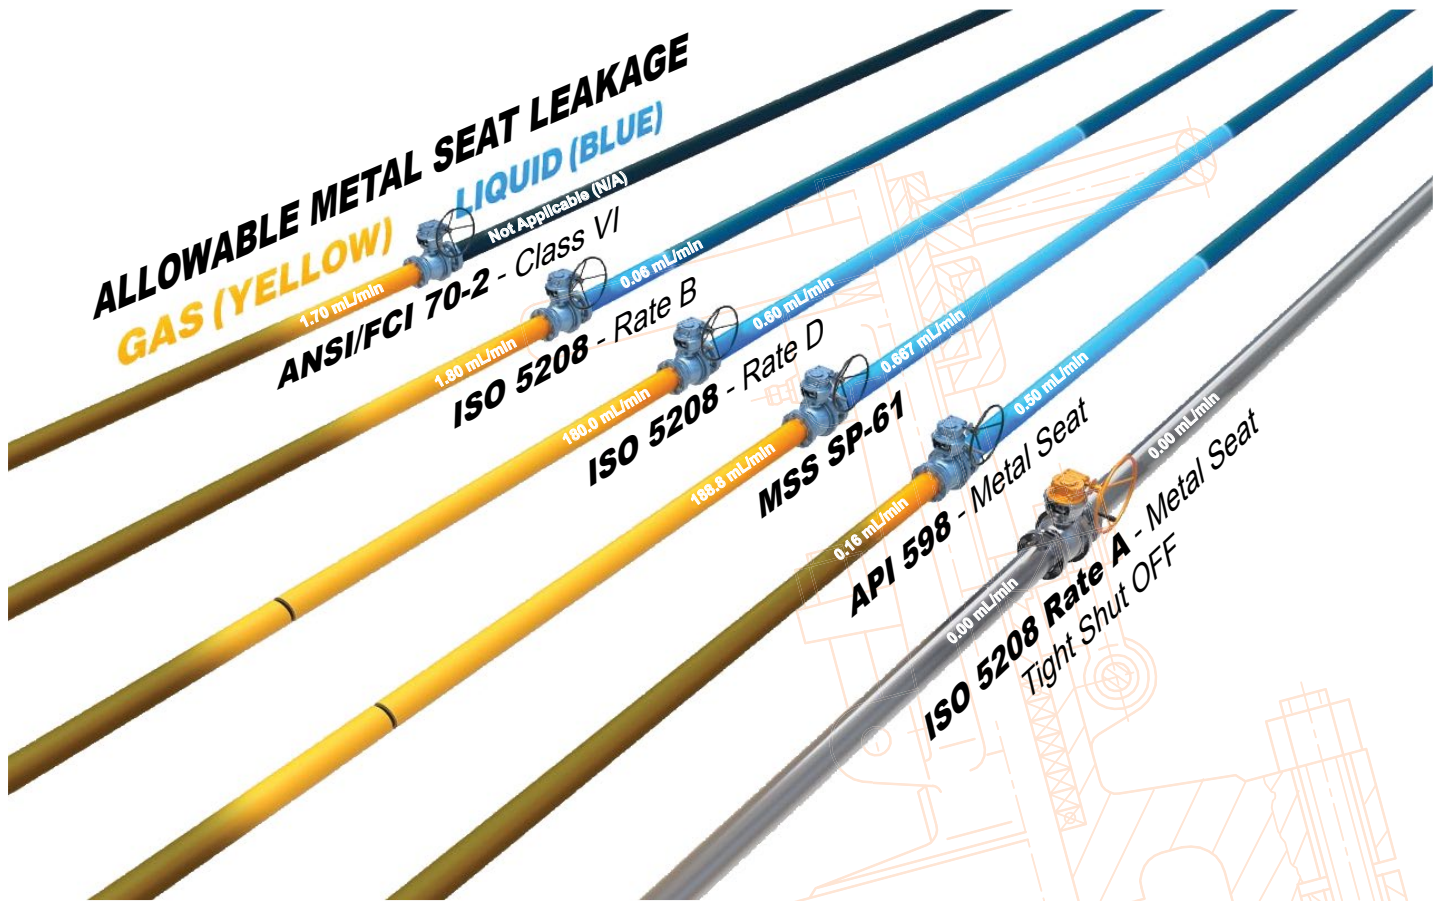 ALLOWABLE METAL SEAT LEAKAGE
GAS (YELLOW)
LIQUID (BLUE)
1.70 mL/min
Not Applicable (N/A)
ANSI/FCI 70-2 - Class VI
1.80 mL/min
0.06 mL/min
ISO 5208 - Rate B
180.0 mL/min
0.60 mL/min
ISO 5208 - Rate D
188.8 mL/min
0.667 mL/min
MSS SP-61
0.16 mL/min
0.50 mL/min
API 598 - Metal Seat
0.00 mL/min
0.00 mL/min
ISO 5208 Rate A - Metal Seat
Tight Shut OFF